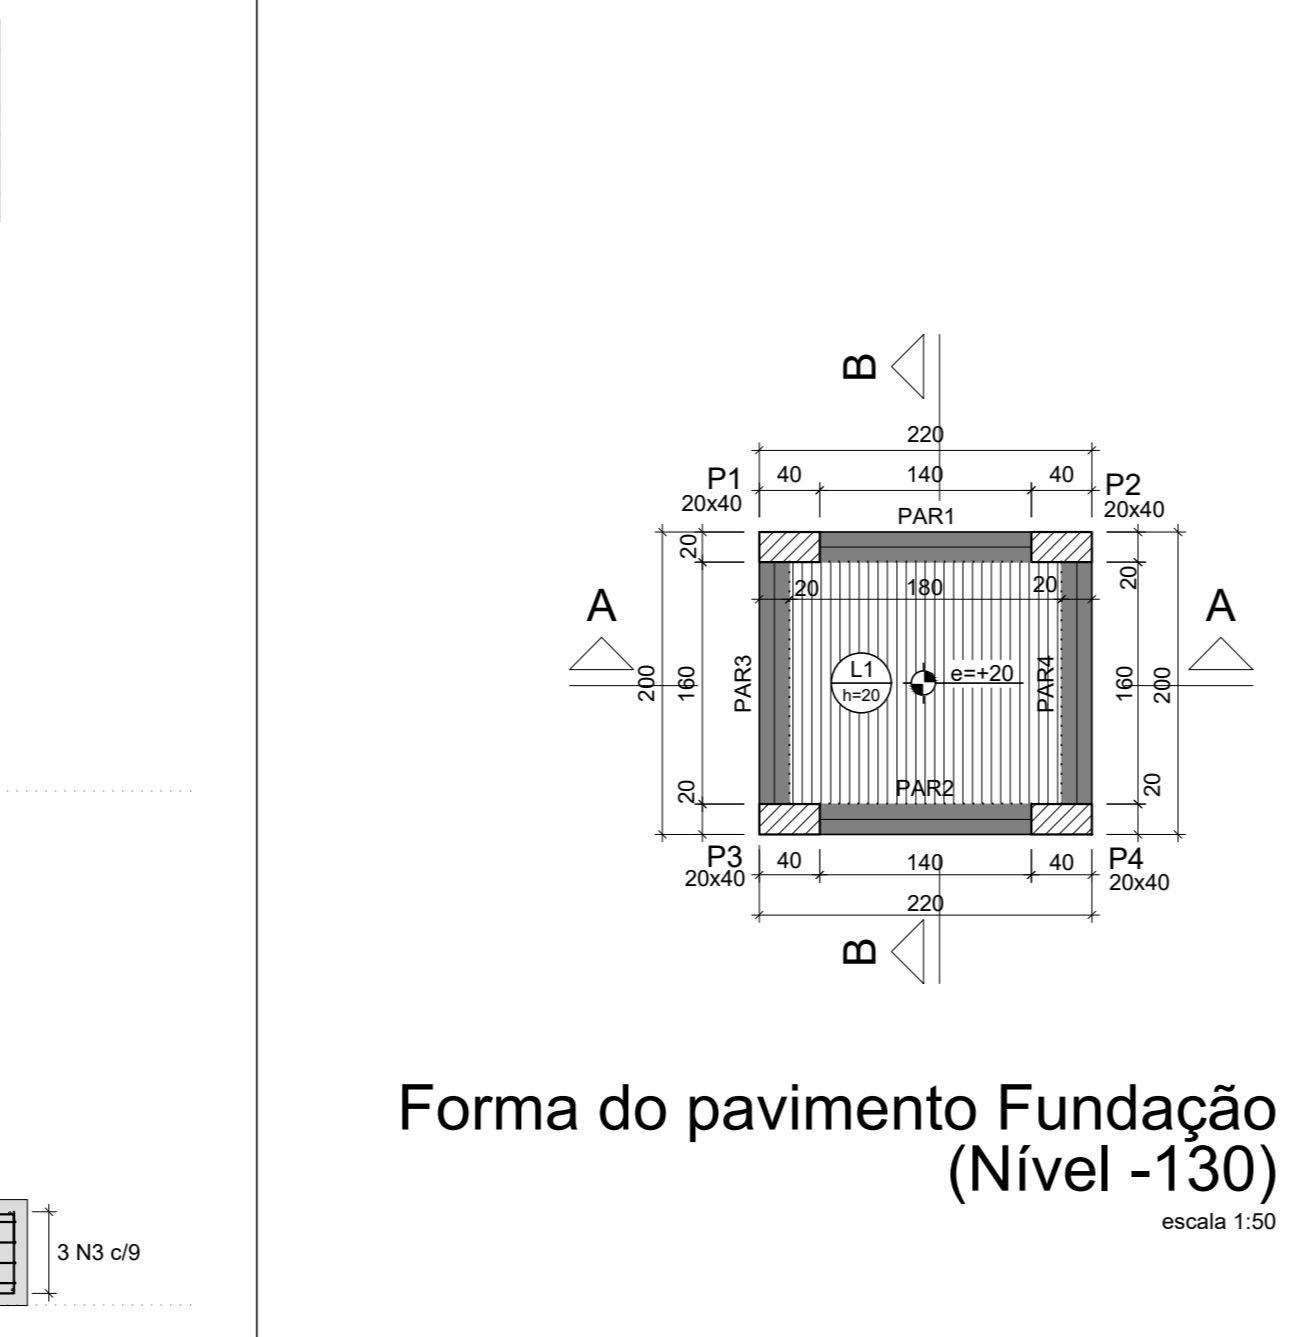 B
220
40 140 40
P1
20x40
P2
20x40
PAR1
20
20
20 180 20
A
A
200
160
PAR3
L1
h=20
e=+20
PAR4
160
200
20
PAR2
20
P3
20x40
40 140 40
P4
20x40
220
B
Forma do pavimento Fundação
(Nível -130)
escala 1:50
3 N3 c/9